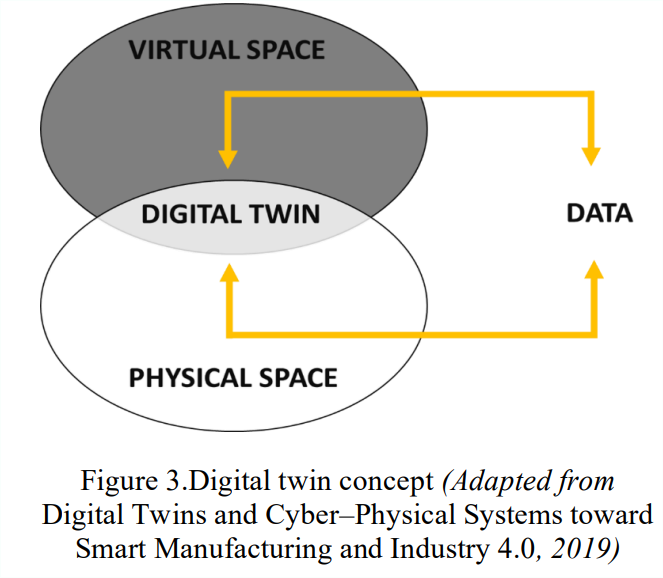 VIRTUAL SPACE
DIGITAL TWIN
DATA
PHYSICAL SPACE
Figure 3.Digital twin concept (Adapted from
Digital Twins and Cyber–Physical Systems toward
Smart Manufacturing and Industry 4.0, 2019)